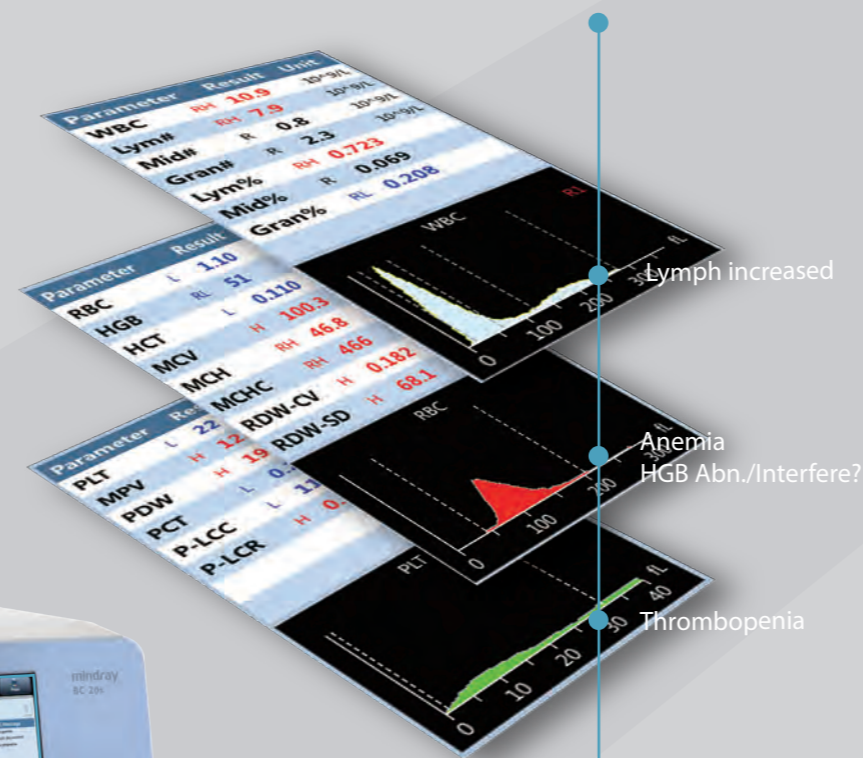 Parameter Result Unit
WBC RH 10.9 10^9/L
Lym# RH 7.9 10^9/L
Mid# R 0.8 10^9/L
Gran# R 2.3 10^9/L
Lym% RH 0.723
Mid% R 0.069
Gran% RL 0.208
WBC
R1
0 100 200 300 fL
Lymph increased
Parameter Result
RBC L 1.10
HGB RL 51
HCT L 0.110
MCV H 100.3
MCH RH 46.8
MCHC RH 466
RDW-CV H 0.182
RDW-SD H 68.1
RBC
0 100 200 300 fL
Anemia
HGB Abn./Interfere?
Parameter
PLT L 22
MPV H
PDW H
PCT L
P-LCC L
P-LCR H
PLT
0 10 20 30 40 fL
Thrombopenia
mindray